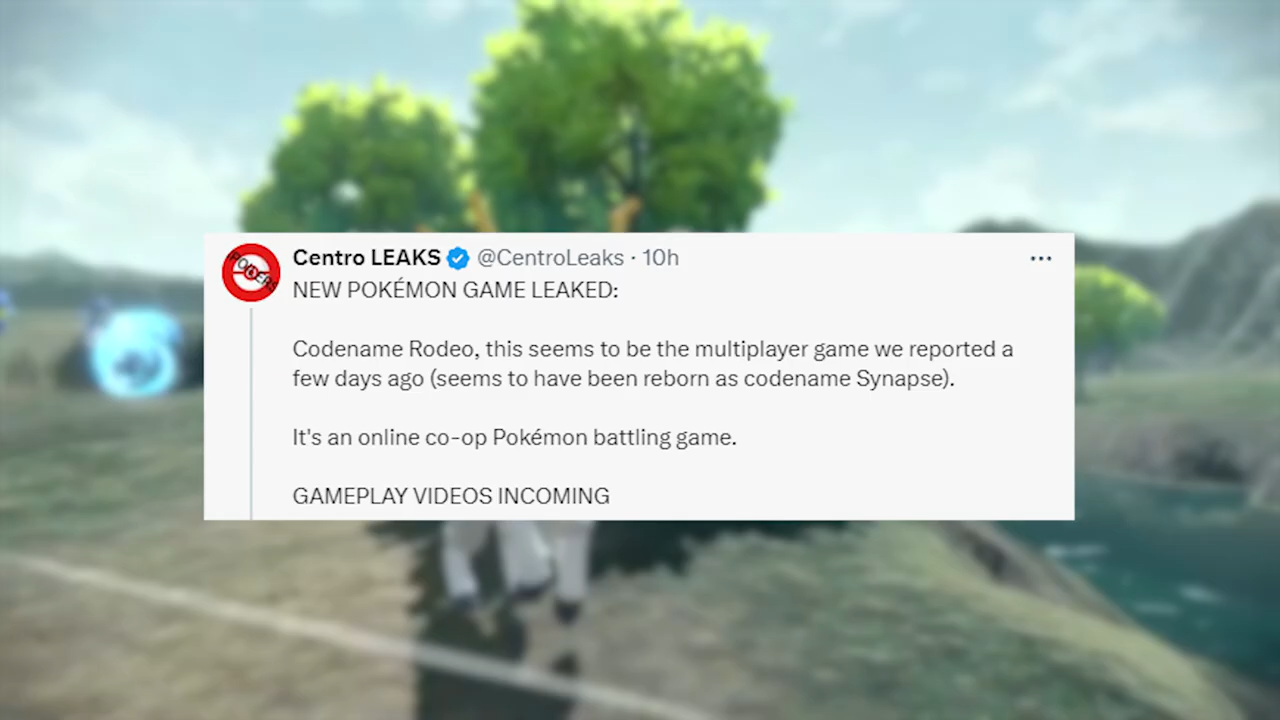 Centro LEAKS @CentroLeaks · 10h
NEW POKÉMON GAME LEAKED:
Codename Rodeo, this seems to be the multiplayer game we reported a
few days ago (seems to have been reborn as codename Synapse).
It's an online co-op Pokémon battling game.
GAMEPLAY VIDEOS INCOMING